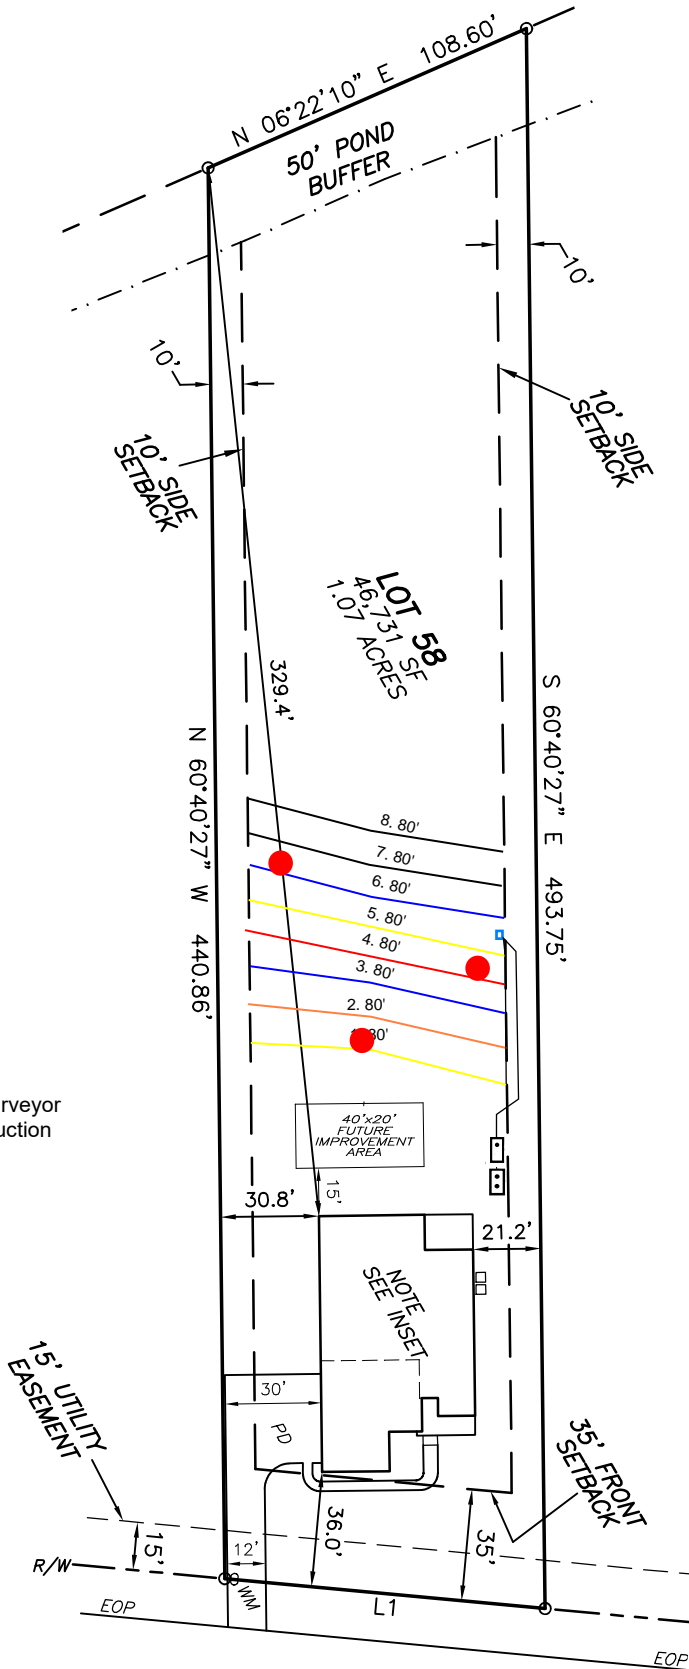 N 06°22'10" E 108.60'
50' POND
BUFFER
10'
10'
10' SIDE
SETBACK
10' SIDE
SETBACK
LOT 58
46,731 SF
1.07 ACRES
329.4'
N 60°40'27" W 440.86'
S 60°40'27" E 493.75'
8. 80'
7. 80'
6. 80'
5. 80'
4. 80'
3. 80'
2. 80'
80'
rveyor
uction
40'x20'
FUTURE
IMPROVEMENT
AREA
15'
30.8'
21.2'
NOTE
SEE INSET
15' UTILITY
EASEMENT
30'
PD
35' FRONT
SETBACK
36.0'
35'
15'
12'
R/W
WM
L1
EOP
EOP